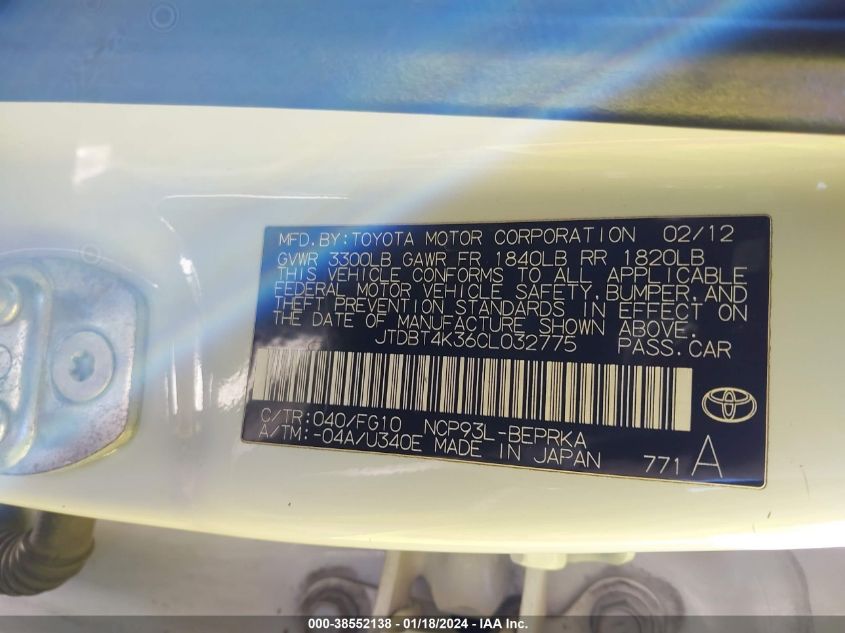 MFD.BY:TOYOTA MOTOR CORPORATION 02/12
GVWR 3300LB GAWR FR 1840LB RR 1820LB
THIS VEHICLE CONFORMS TO ALL APPLICABLE
FEDERAL MOTOR VEHICLE SAFETY,BUMPER,AND
THEFT PREVENTION STANDARDS IN EFFECT ON
THE DATE OF MANUFACTURE SHOWN ABOVE.
JTDBT4K36CL032775 PASS.CAR
C/TR:040/FG10 NCP93L-BEPRKA
A/TM:-04A/U340E MADE IN JAPAN 771 A
000-38552138 - 01/18/2024 - IAA Inc.